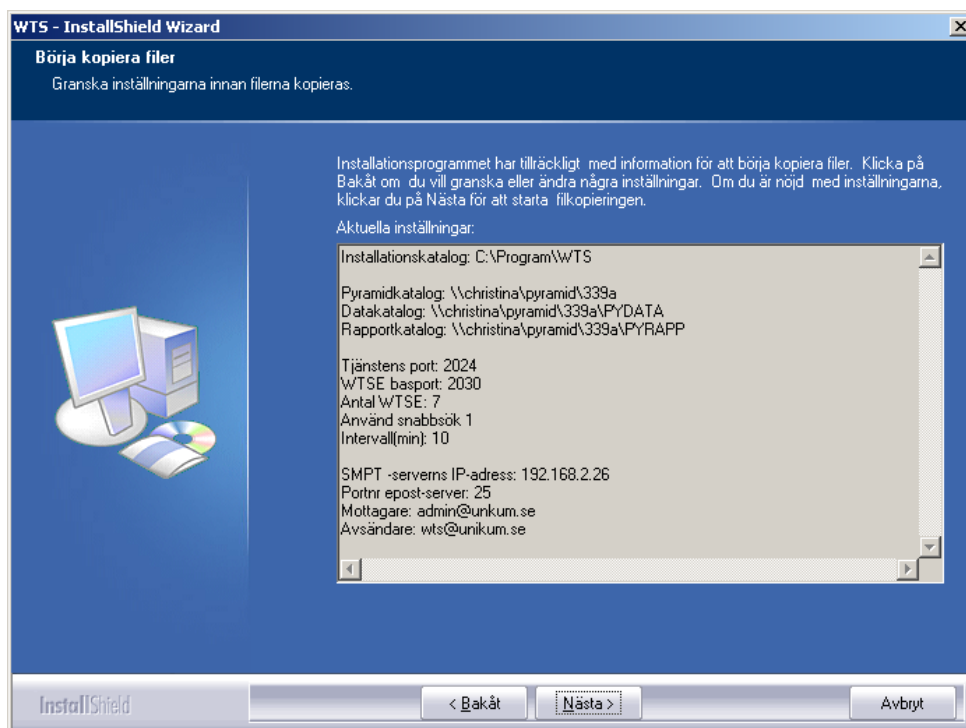 WTS - InstallShield Wizard
Börja kopiera filer
Granska inställningarna innan filerna kopieras.
Installationsprogrammet har tillräckligt med information för att börja kopiera filer. Klicka på
Bakåt om du vill granska eller ändra några inställningar. Om du är nöjd med inställningarna,
klickar du på Nästa för att starta filkopieringen.
Aktuella inställningar:
Installationskatalog: C:\Program\WTS
Pyramidkatalog: \\christina\pyramid\339a
Datakatalog: \\christina\pyramid\339a\PYDATA
Rapportkatalog: \\christina\pyramid\339a\PYRAPP
Tjänstens port: 2024
WTSE basport: 2030
Antal WTSE: 7
Använd snabbsök 1
Intervall(min): 10
SMPT -serverns IP-adress: 192.168.2.26
Portnr epost-server: 25
Mottagare: admin@unikum.se
Avsändare: wts@unikum.se
InstallShield
< Bakåt
Nästa >
Avbryt